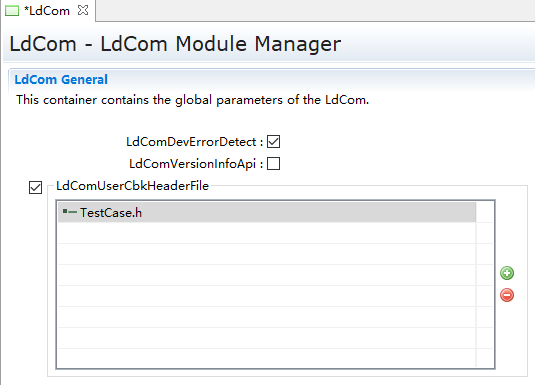 *LdCom
LdCom - LdCom Module Manager
LdCom General
This container contains the global parameters of the LdCom.
LdComDevErrorDetect :
LdComVersionInfoApi :
LdComUserCbkHeaderFile
TestCase.h